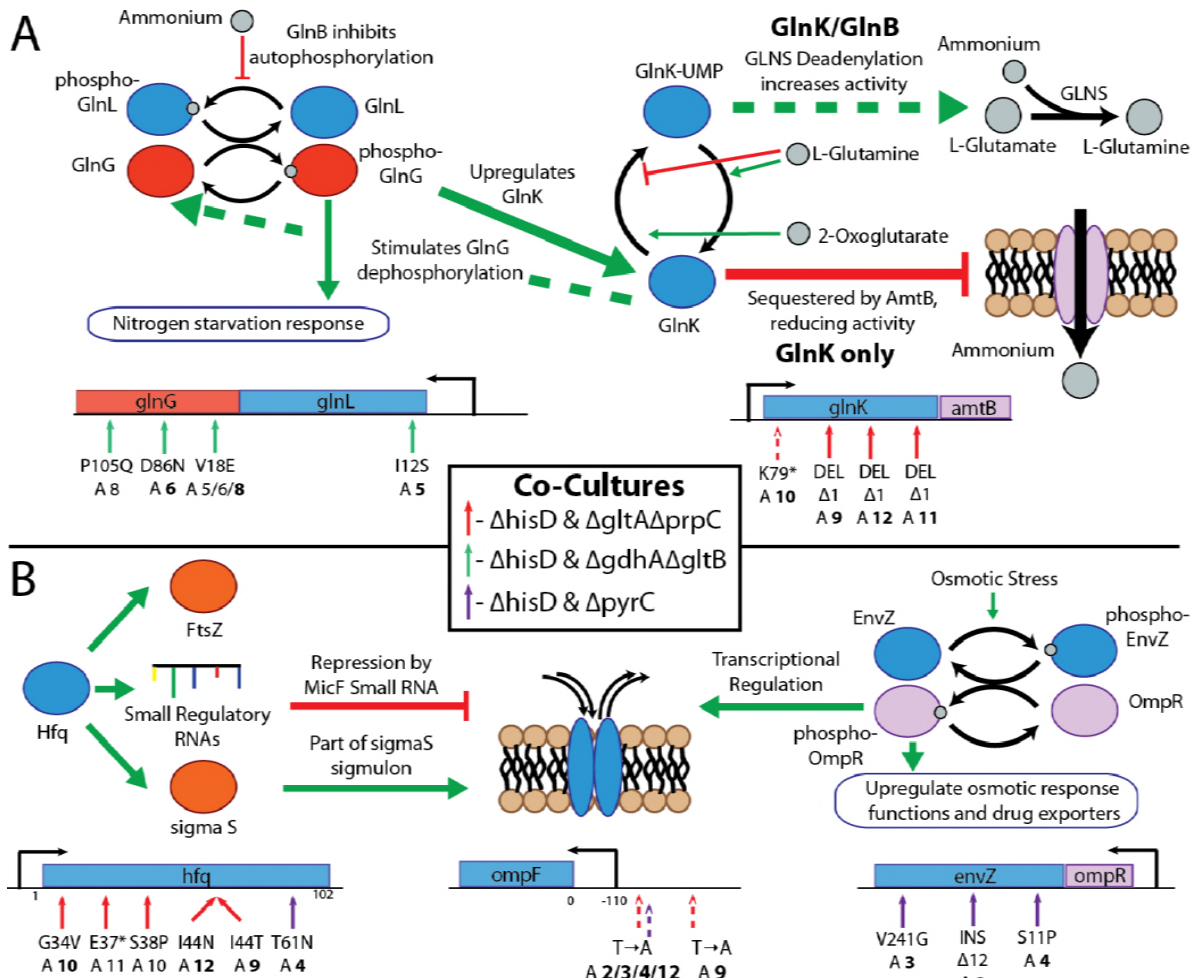 A
Ammonium
GlnB inhibits
autophosphorylation
phospho-
GlnL
GlnL
GlnG
phospho-
GlnG
Upregulates
GlnK
Stimulates GlnG
dephosphorylation
Nitrogen starvation response
GlnK/GlnB
GlnK-UMP
GLNS Deadenylation
increases activity
Ammonium
GLNS
L-Glutamate
L-Glutamine
L-Glutamine
2-Oxoglutarate
GlnK
Sequestered by AmtB,
reducing activity
GlnK only
Ammonium
glnG
glnL
P105Q
A 8
D86N
A 6
V18E
A 5/6/8
I12S
A 5
glnK
amtB
K79*
A 10
DEL
Δ1
A 9
DEL
Δ1
A 12
DEL
Δ1
A 11
Co-Cultures
- ΔhisD & ΔgltAΔprpC
- ΔhisD & ΔgdhAΔgltB
- ΔhisD & ΔpyrC
B
FtsZ
Hfq
Small Regulatory
RNAs
sigma S
Repression by
MicF Small RNA
Part of sigmaS
sigmulon
Transcriptional
Regulation
Osmotic Stress
EnvZ
phospho-
EnvZ
OmpR
phospho-
OmpR
Upregulate osmotic response
functions and drug exporters
hfq
1
102
G34V
A 10
E37*
A 11
S38P
A 10
I44N
A 12
I44T
A 9
T61N
A 4
ompF
0
-110
T→A
A 2/3/4/12
T→A
A 9
envZ
ompR
V241G
A 3
INS
Δ12
S11P
A 4